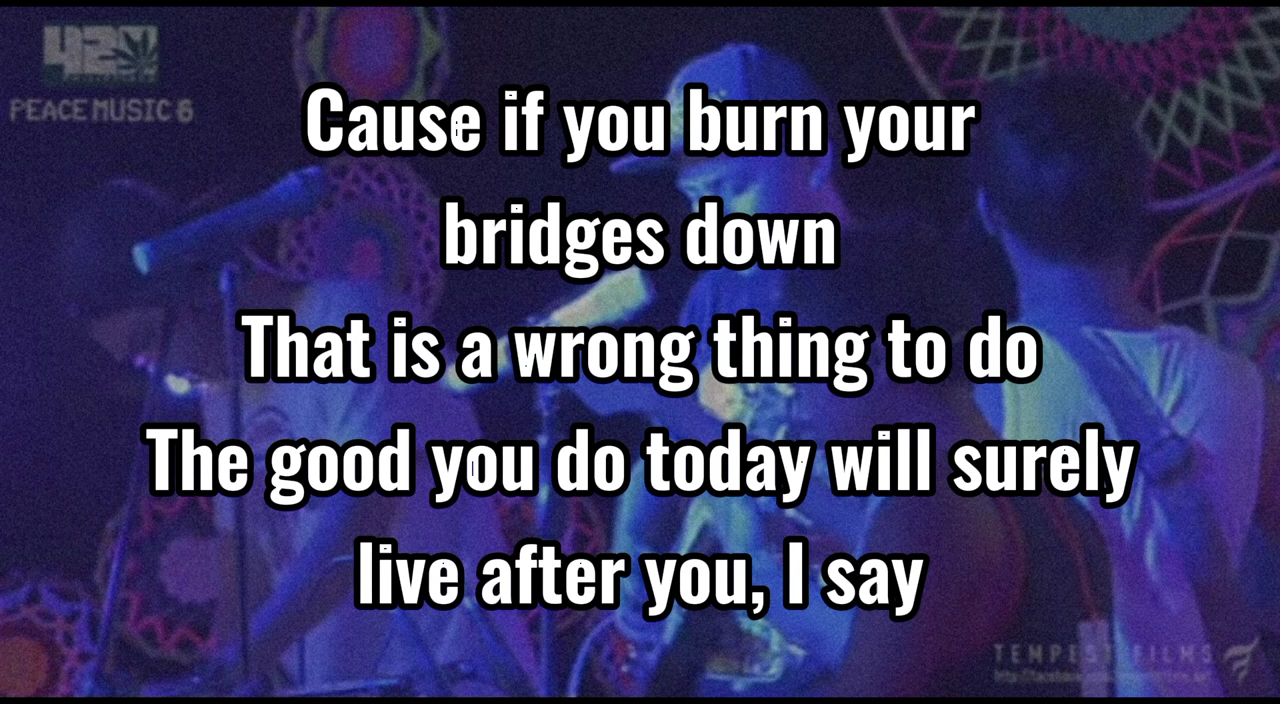 420
PEACE MUSIC 6
Cause if you burn your
bridges down
That is a wrong thing to do
The good you do today will surely
live after you, I say
TEMPEST FILMS